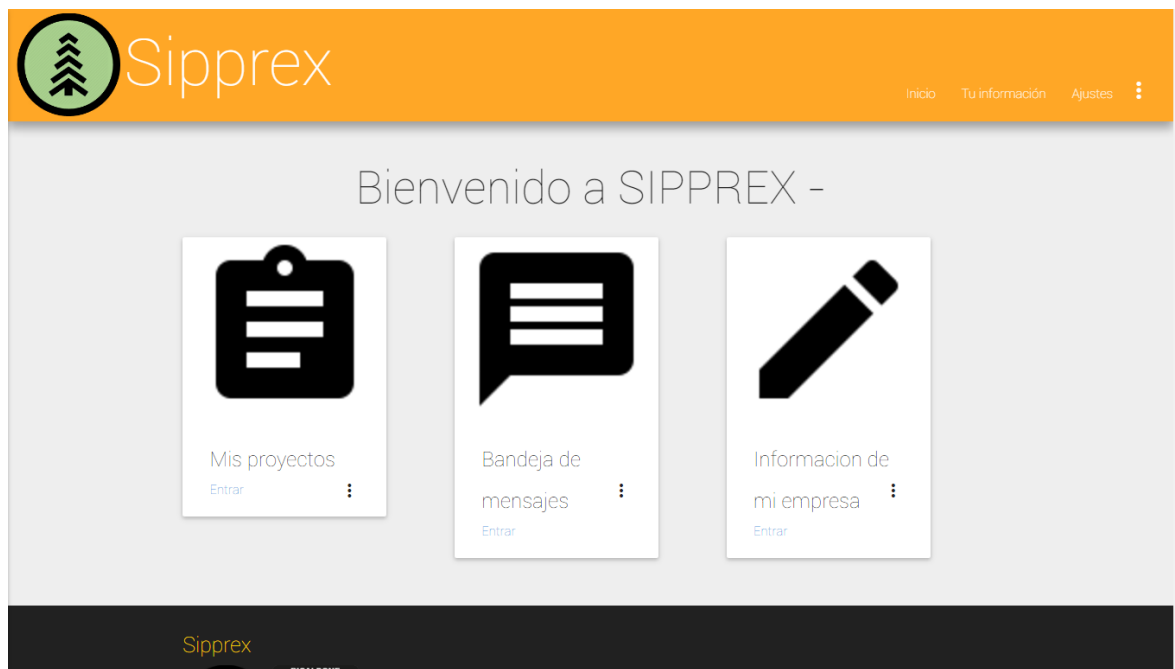 Sipprex
Inicio Tu información Ajustes
Bienvenido a SIPPREX -
Mis proyectos
Entrar
Bandeja de
mensajes
Entrar
Informacion de
mi empresa
Entrar
Sipprex